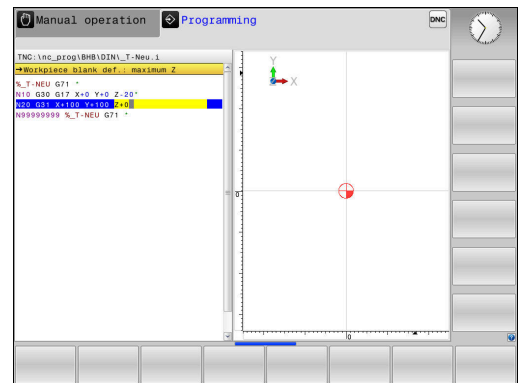 Manual operation
Programming
DNC
TNC:\nc_prog\BHB\DIN\_T-Neu.i
→Workpiece blank def.: maximum Z
%_T-NEU G71 *
N10 G30 G17 X+0 Y+0 Z-20*
N20 G31 X+100 Y+100 Z+0
N99999999 %_T-NEU G71 *
Y
X
0
0